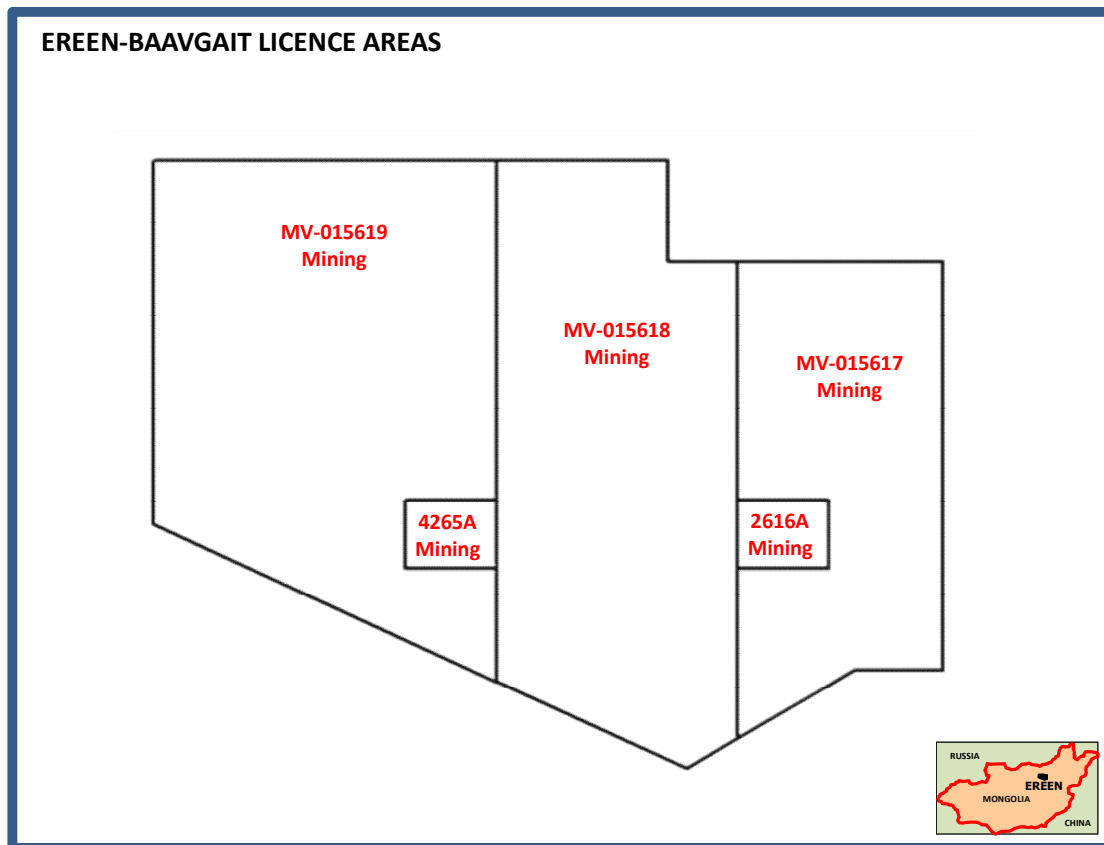 EREEN-BAAVGAIT LICENCE AREAS
MV-015619
Mining
MV-015618
Mining
MV-015617
Mining
4265A
Mining
2616A
Mining
RUSSIA
EREEN
MONGOLIA
CHINA